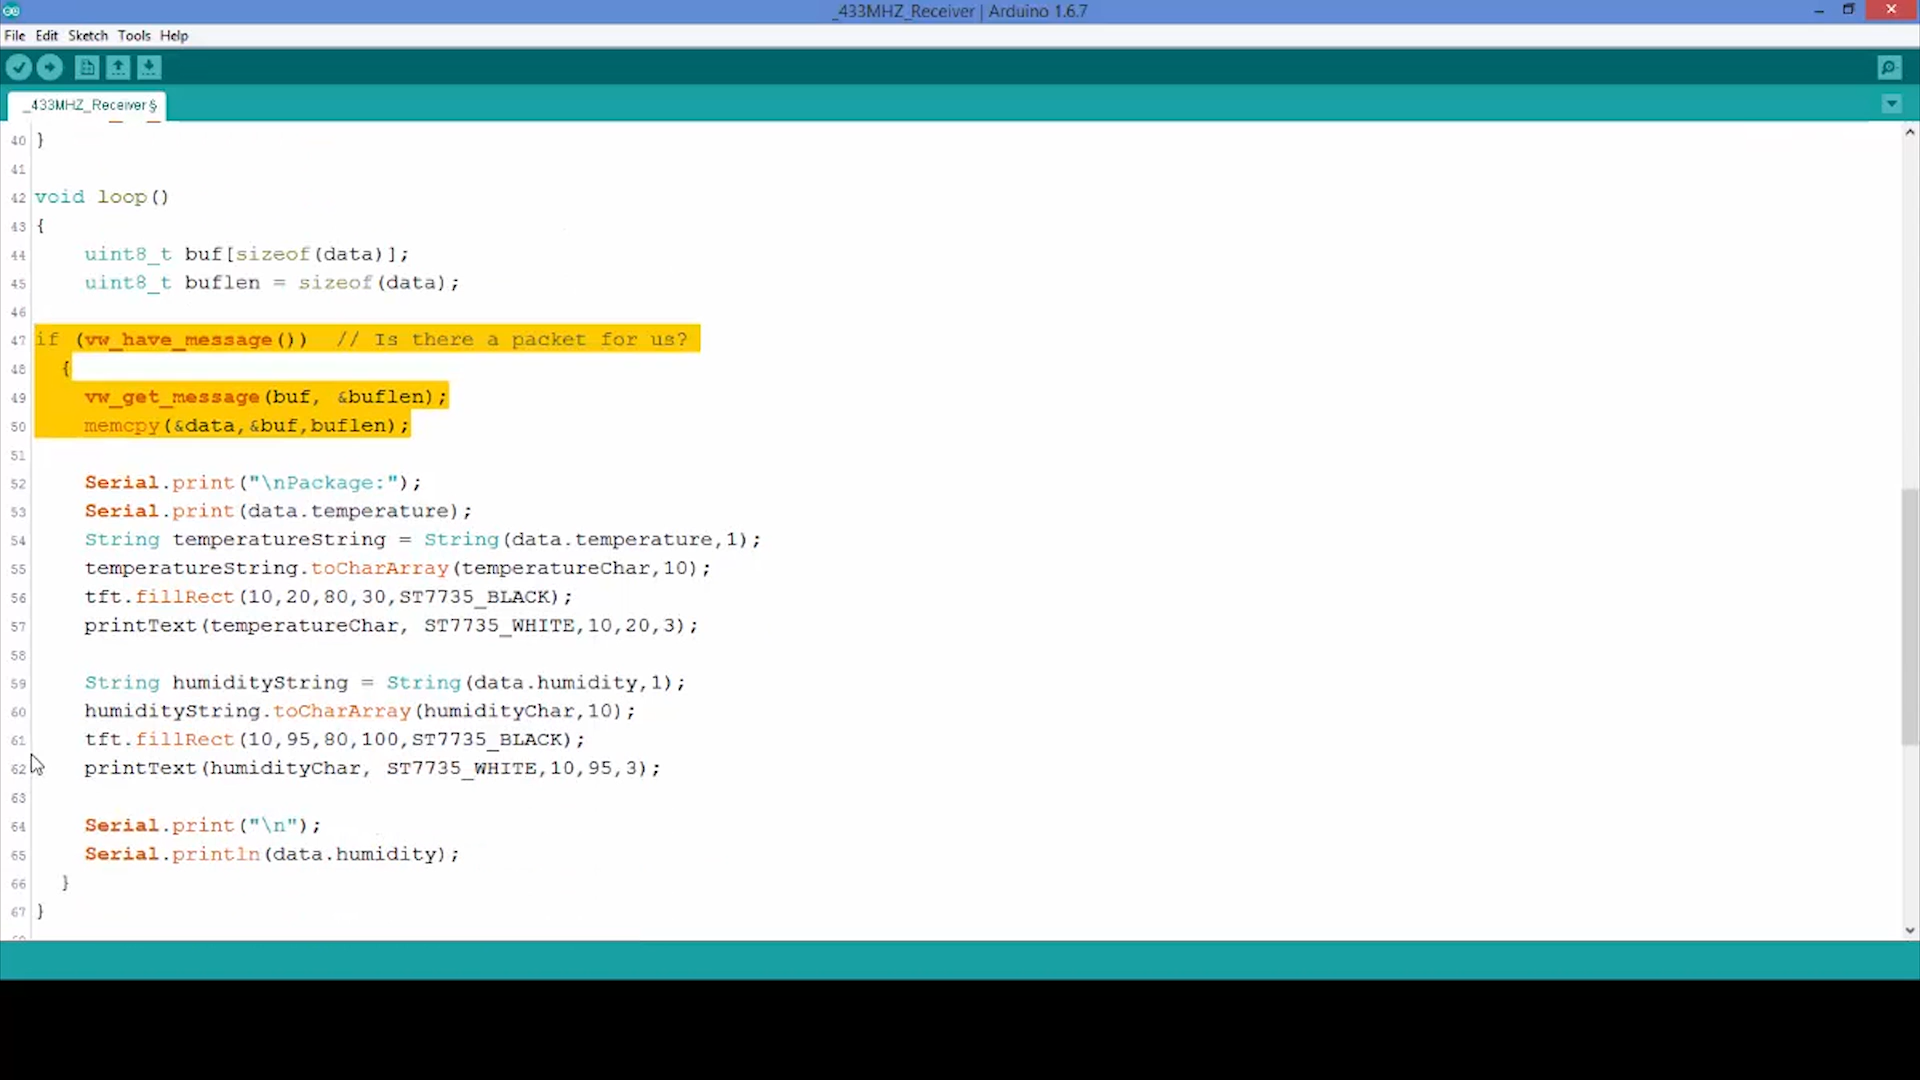 _433MHZ_Receiver | Arduino 1.6.7
File Edit Sketch Tools Help
_433MHZ_Receiver §
40 }
41
42 void loop()
43 {
44 uint8_t buf[sizeof(data)];
45 uint8_t buflen = sizeof(data);
46
47 if (vw_have_message())  // Is there a packet for us?
48 {
49 vw_get_message(buf, &buflen);
50 memcpy(&data,&buf,buflen);
51
52 Serial.print("\nPackage:");
53 Serial.print(data.temperature);
54 String temperatureString = String(data.temperature,1);
55 temperatureString.toCharArray(temperatureChar,10);
56 tft.fillRect(10,20,80,30,ST7735_BLACK);
57 printText(temperatureChar, ST7735_WHITE,10,20,3);
58
59 String humidityString = String(data.humidity,1);
60 humidityString.toCharArray(humidityChar,10);
61 tft.fillRect(10,95,80,100,ST7735_BLACK);
62 printText(humidityChar, ST7735_WHITE,10,95,3);
63
64 Serial.print("\n");
65 Serial.println(data.humidity);
66 }
67 }